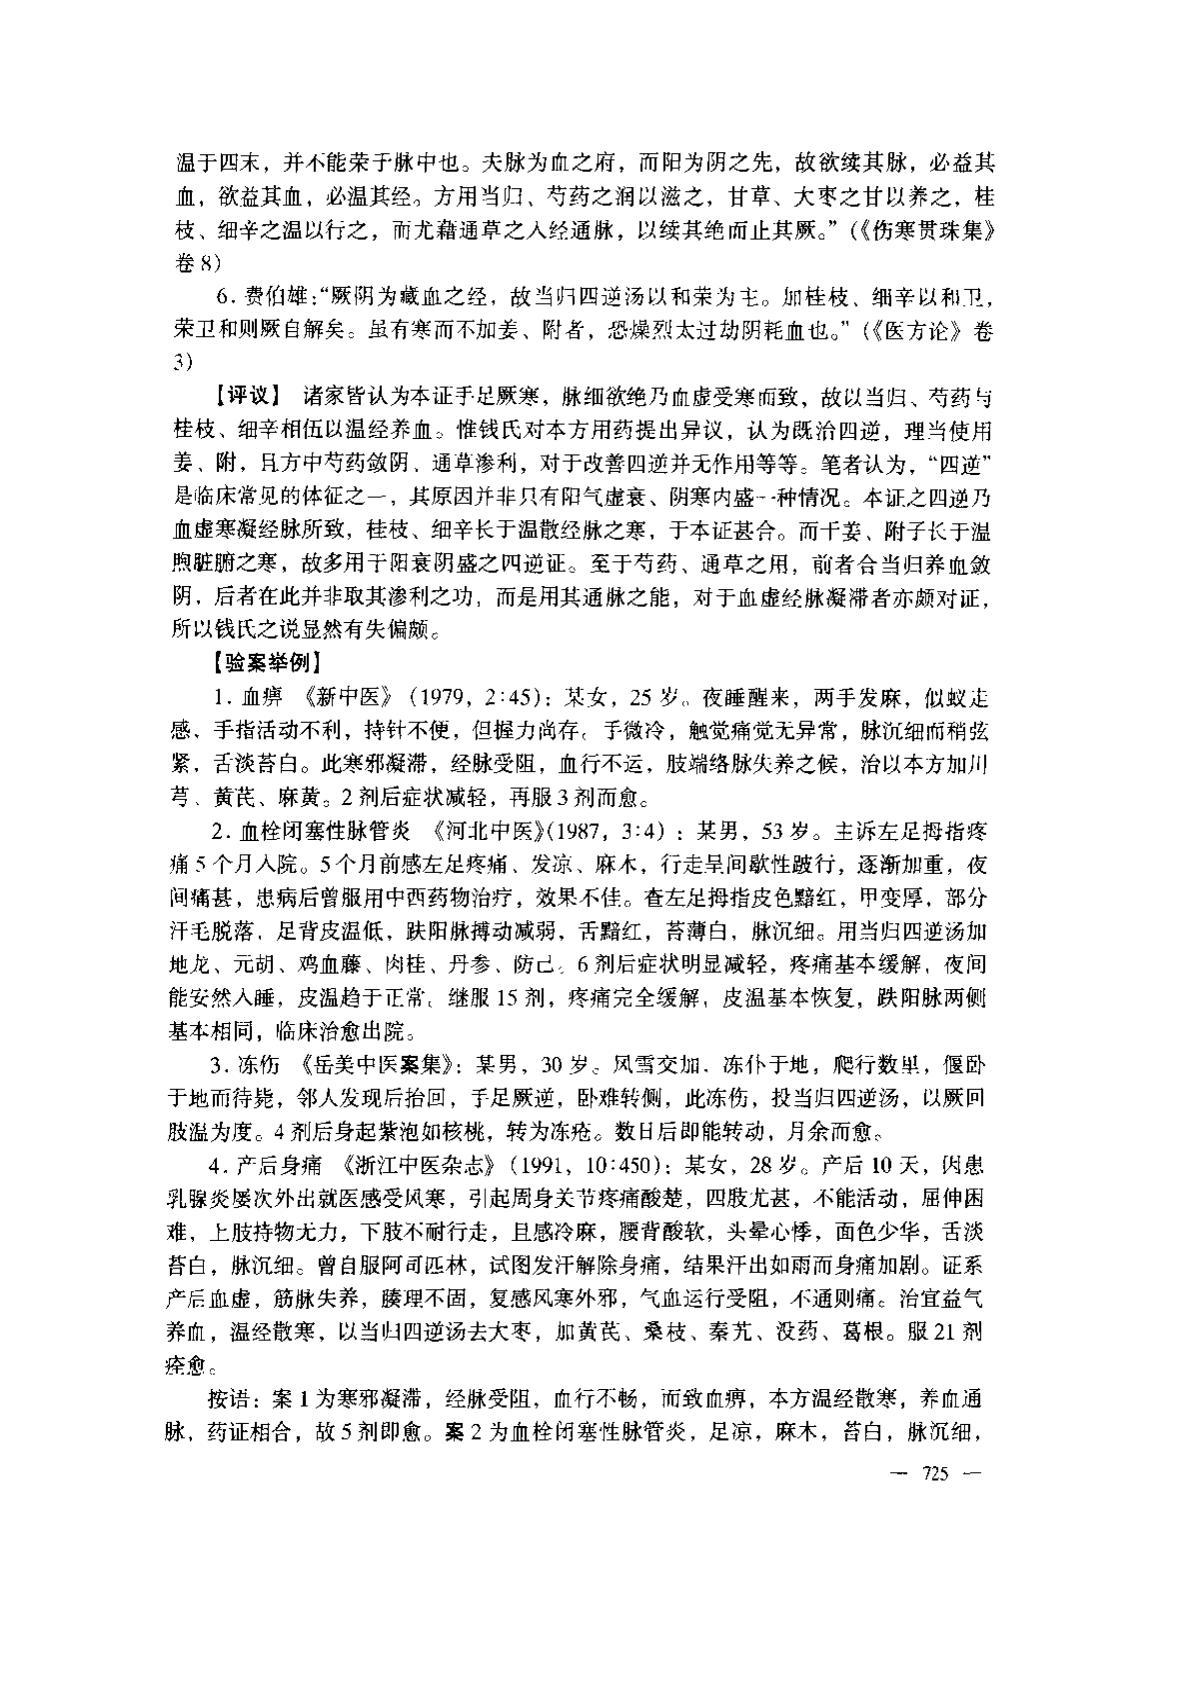 温于四末，并不能荣于脉中也。夫脉为血之府，而阳为阴之先，故欲续其脉，必益其
血，欲益其血，必温其经。方用当归、芍药之润以滋之，甘草、大枣之甘以养之，桂
枝、细辛之温以行之，而尤藉通草之入经通脉，以续其绝而止其厥。”（《伤寒贯珠集》
卷8）
6. 费伯雄：“厥阴为藏血之经，故当归四逆汤以和荣为主。加桂枝、细辛以和卫，
荣卫和则厥自解矣。虽有寒而不加姜、附者，恐燥烈太过劫阴耗血也。”（《医方论》卷
3）
【评议】 诸家皆认为本证手足厥寒，脉细欲绝乃血虚受寒而致，故以当归、芍药与
桂枝、细辛相伍以温经养血。惟钱氏对本方用药提出异议，认为既治四逆，理当使用
姜、附，且方中芍药敛阴、通草渗利，对于改善四逆并无作用等等。笔者认为，“四逆”
是临床常见的体征之一，其原因并非只有阳气虚衰、阴寒内盛一种情况。本证之四逆乃
血虚寒凝经脉所致，桂枝、细辛长于温散经脉之寒，于本证甚合。而干姜、附子长于温
煦脏腑之寒，故多用于阳衰阴盛之四逆证。至于芍药、通草之用，前者合当归养血敛
阴，后者在此并非取其渗利之功，而是用其通脉之能，对于血虚经脉凝滞者亦颇对证，
所以钱氏之说显然有失偏颇。
【验案举例】
1. 血痹 《新中医》（1979，2:45）：某女，25岁。夜睡醒来，两手发麻，似蚁走
感、手指活动不利，持针不便，但握力尚存。手微冷，触觉痛觉无异常，脉沉细而稍弦
紧，舌淡苔白。此寒邪凝滞，经脉受阻，血行不运，肢端络脉失养之候，治以本方加川
芎、黄芪、麻黄。2剂后症状减轻，再服3剂而愈。
2. 血栓闭塞性脉管炎 《河北中医》（1987，3:4）：某男，53岁。主诉左足拇指疼
痛5个月入院。5个月前感左足疼痛、发凉、麻木，行走呈间歇性跛行，逐渐加重，夜
间痛甚，患病后曾服用中西药物治疗，效果不佳。查左足拇指皮色黯红，甲变厚，部分
汗毛脱落，足背皮温低，趺阳脉搏动减弱，舌黯红，苔薄白，脉沉细。用当归四逆汤加
地龙、元胡、鸡血藤、肉桂、丹参、防己。6剂后症状明显减轻，疼痛基本缓解，夜间
能安然入睡，皮温趋于正常。继服15剂，疼痛完全缓解，皮温基本恢复，趺阳脉两侧
基本相同，临床治愈出院。
3. 冻伤 《岳美中医案集》：某男，30岁。风雪交加，冻仆于地，爬行数里，偃卧
于地而待毙，邻人发现后抬回，手足厥逆，卧难转侧，此冻伤，投当归四逆汤，以厥回
肢温为度。4剂后身起紫泡如核桃，转为冻疮。数日后即能转动，月余而愈。
4. 产后身痛 《浙江中医杂志》（1991，10:450）：某女，28岁。产后10天，因患
乳腺炎屡次外出就医感受风寒，引起周身关节疼痛酸楚，四肢尤甚，不能活动，屈伸困
难，上肢持物无力，下肢不耐行走，且感冷麻，腰背酸软，头晕心悸，面色少华，舌淡
苔白，脉沉细。曾自服阿司匹林，试图发汗解除身痛，结果汗出如雨而身痛加剧。证系
产后血虚，筋脉失养，腠理不固，复感风寒外邪，气血运行受阻，不通则痛。治宜益气
养血，温经散寒，以当归四逆汤去大枣，加黄芪、桑枝、秦艽、没药、葛根。服21剂
痊愈。
按语：案1为寒邪凝滞，经脉受阻，血行不畅，而致血痹，本方温经散寒，养血通
脉，药证相合，故5剂即愈。案2为血栓闭塞性脉管炎，足凉，麻木，苔白，脉沉细，
— 725 —